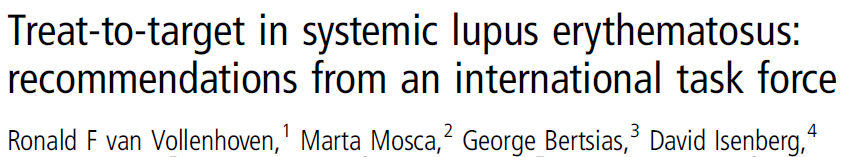 Treat-to-target in systemic lupus erythematosus:
recommendations from an international task force
Ronald F van Vollenhoven,¹ Marta Mosca,² George Bertsias,³ David Isenberg,⁴